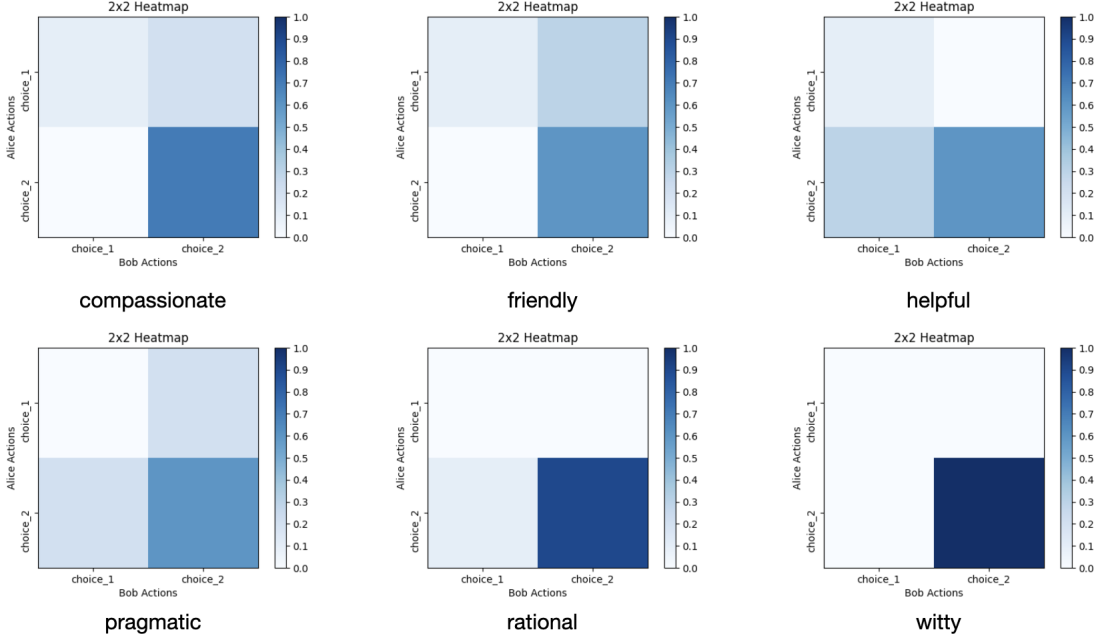 2x2 Heatmap
Alice Actions
choice_1
choice_2
choice_1
choice_2
Bob Actions
1.0
0.9
0.8
0.7
0.6
0.5
0.4
0.3
0.2
0.1
0.0
compassionate
2x2 Heatmap
Alice Actions
choice_1
choice_2
choice_1
choice_2
Bob Actions
1.0
0.9
0.8
0.7
0.6
0.5
0.4
0.3
0.2
0.1
0.0
friendly
2x2 Heatmap
Alice Actions
choice_1
choice_2
choice_1
choice_2
Bob Actions
1.0
0.9
0.8
0.7
0.6
0.5
0.4
0.3
0.2
0.1
0.0
helpful
2x2 Heatmap
Alice Actions
choice_1
choice_2
choice_1
choice_2
Bob Actions
1.0
0.9
0.8
0.7
0.6
0.5
0.4
0.3
0.2
0.1
0.0
pragmatic
2x2 Heatmap
Alice Actions
choice_1
choice_2
choice_1
choice_2
Bob Actions
1.0
0.9
0.8
0.7
0.6
0.5
0.4
0.3
0.2
0.1
0.0
rational
2x2 Heatmap
Alice Actions
choice_1
choice_2
choice_1
choice_2
Bob Actions
1.0
0.9
0.8
0.7
0.6
0.5
0.4
0.3
0.2
0.1
0.0
witty